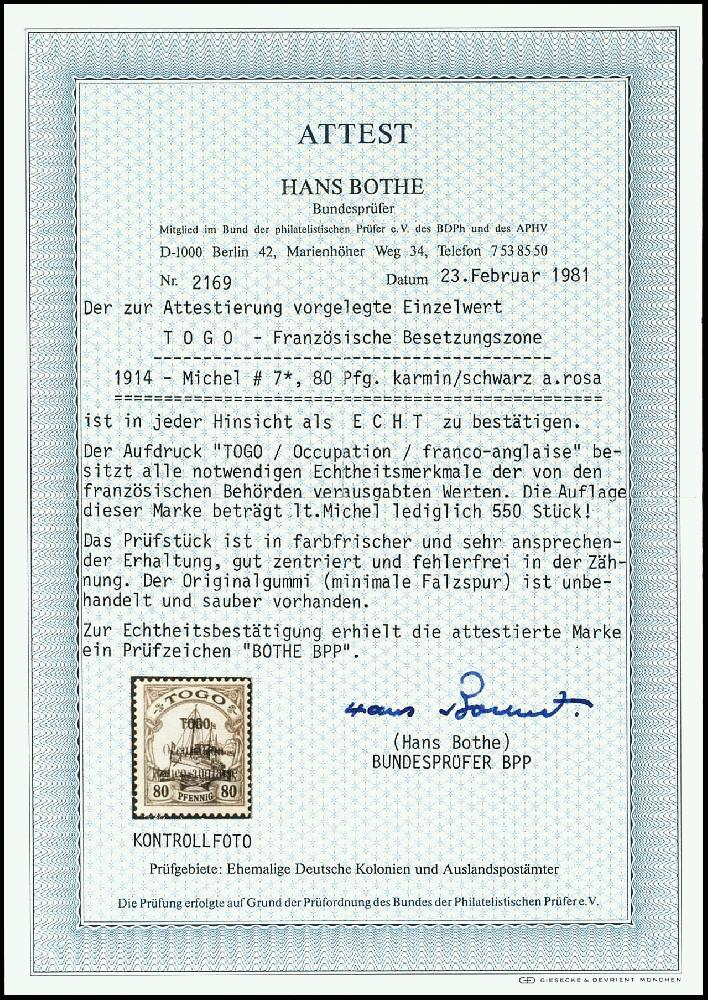 ATTEST
HANS BOTHE
Bundesprüfer
Mitglied im Bund der philatelistischen Prüfer e.V. des BDPh und des APHV
D-1000 Berlin 42, Marienhöher Weg 34, Telefon 7538550
Nr. 2169 Datum 23.Februar 1981
Der zur Attestierung vorgelegte Einzelwert
T O G O - Französische Besetzungszone
1914 - Michel # 7*, 80 Pfg. karmin/schwarz a.rosa
ist in jeder Hinsicht als E C H T zu bestätigen.
Der Aufdruck "TOGO / Occupation / franco-anglaise" be-
sitzt alle notwendigen Echtheitsmerkmale der von den
französischen Behörden verausgabten Werten. Die Auflage
dieser Marke beträgt lt.Michel lediglich 550 Stück!
Das Prüfstück ist in farbfrischer und sehr ansprechen-
der Erhaltung, gut zentriert und fehlerfrei in der Zäh-
nung. Der Originalgummi (minimale Falzspur) ist unbe-
handelt und sauber vorhanden.
Zur Echtheitsbestätigung erhielt die attestierte Marke
ein Prüfzeichen "BOTHE BPP".
TOGO
TOGO
80 PFENNIG 80
(Hans Bothe)
BUNDESPRÜFER BPP
KONTROLLFOTO
Prüfgebiete: Ehemalige Deutsche Kolonien und Auslandspostämter
Die Prüfung erfolgte auf Grund der Prüfordnung des Bundes der Philatelistischen Prüfer e.V.
GIESECKE & DEVRIENT MÜNCHEN